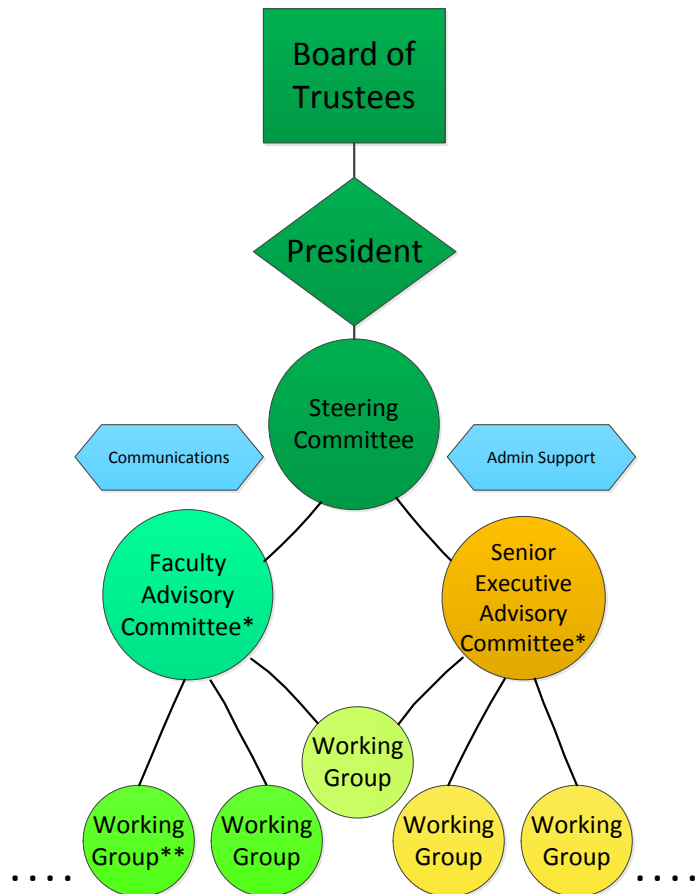 Board of
Trustees
President
Steering
Committee
Communications
Admin Support
Faculty
Advisory
Committee*
Senior
Executive
Advisory
Committee*
Working
Group
Working
Group**
Working
Group
Working
Group
Working
Group
. . . .
. . . .